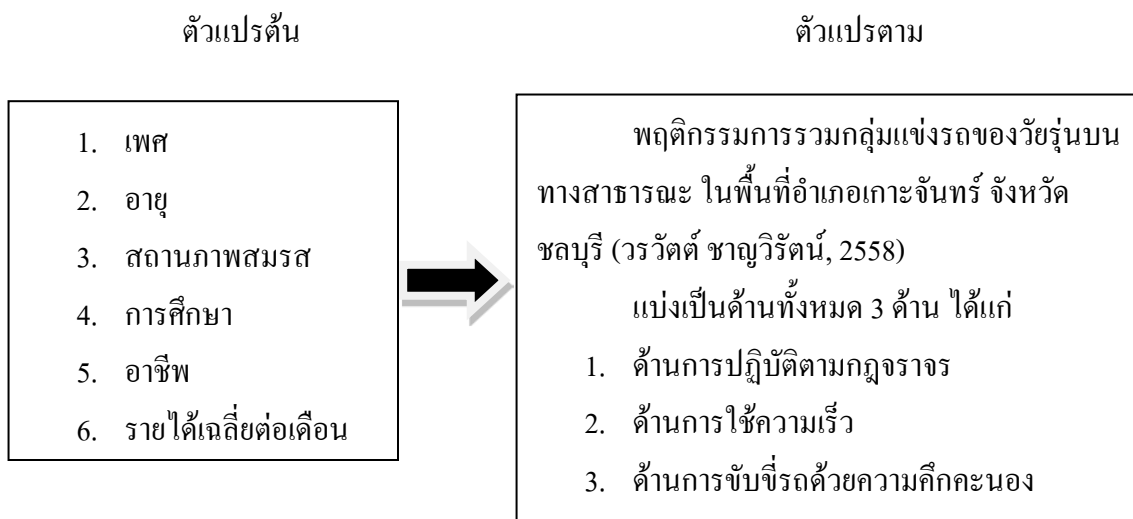 ตัวแปรต้น
ตัวแปรตาม
1. เพศ
2. อายุ
3. สถานภาพสมรส
4. การศึกษา
5. อาชีพ
6. รายได้เฉลี่ยต่อเดือน
พฤติกรรมการรวมกลุ่มแข่งรถของวัยรุ่นบน
ทางสาธารณะ ในพื้นที่อำเภอเกาะจันทร์ จังหวัด
ชลบุรี (วรวัตต์ ชาญวิรัตน์, 2558)
แบ่งเป็นด้านทั้งหมด 3 ด้าน ได้แก่
1. ด้านการปฏิบัติตามกฎจราจร
2. ด้านการใช้ความเร็ว
3. ด้านการขับขี่รถด้วยความคึกคะนอง